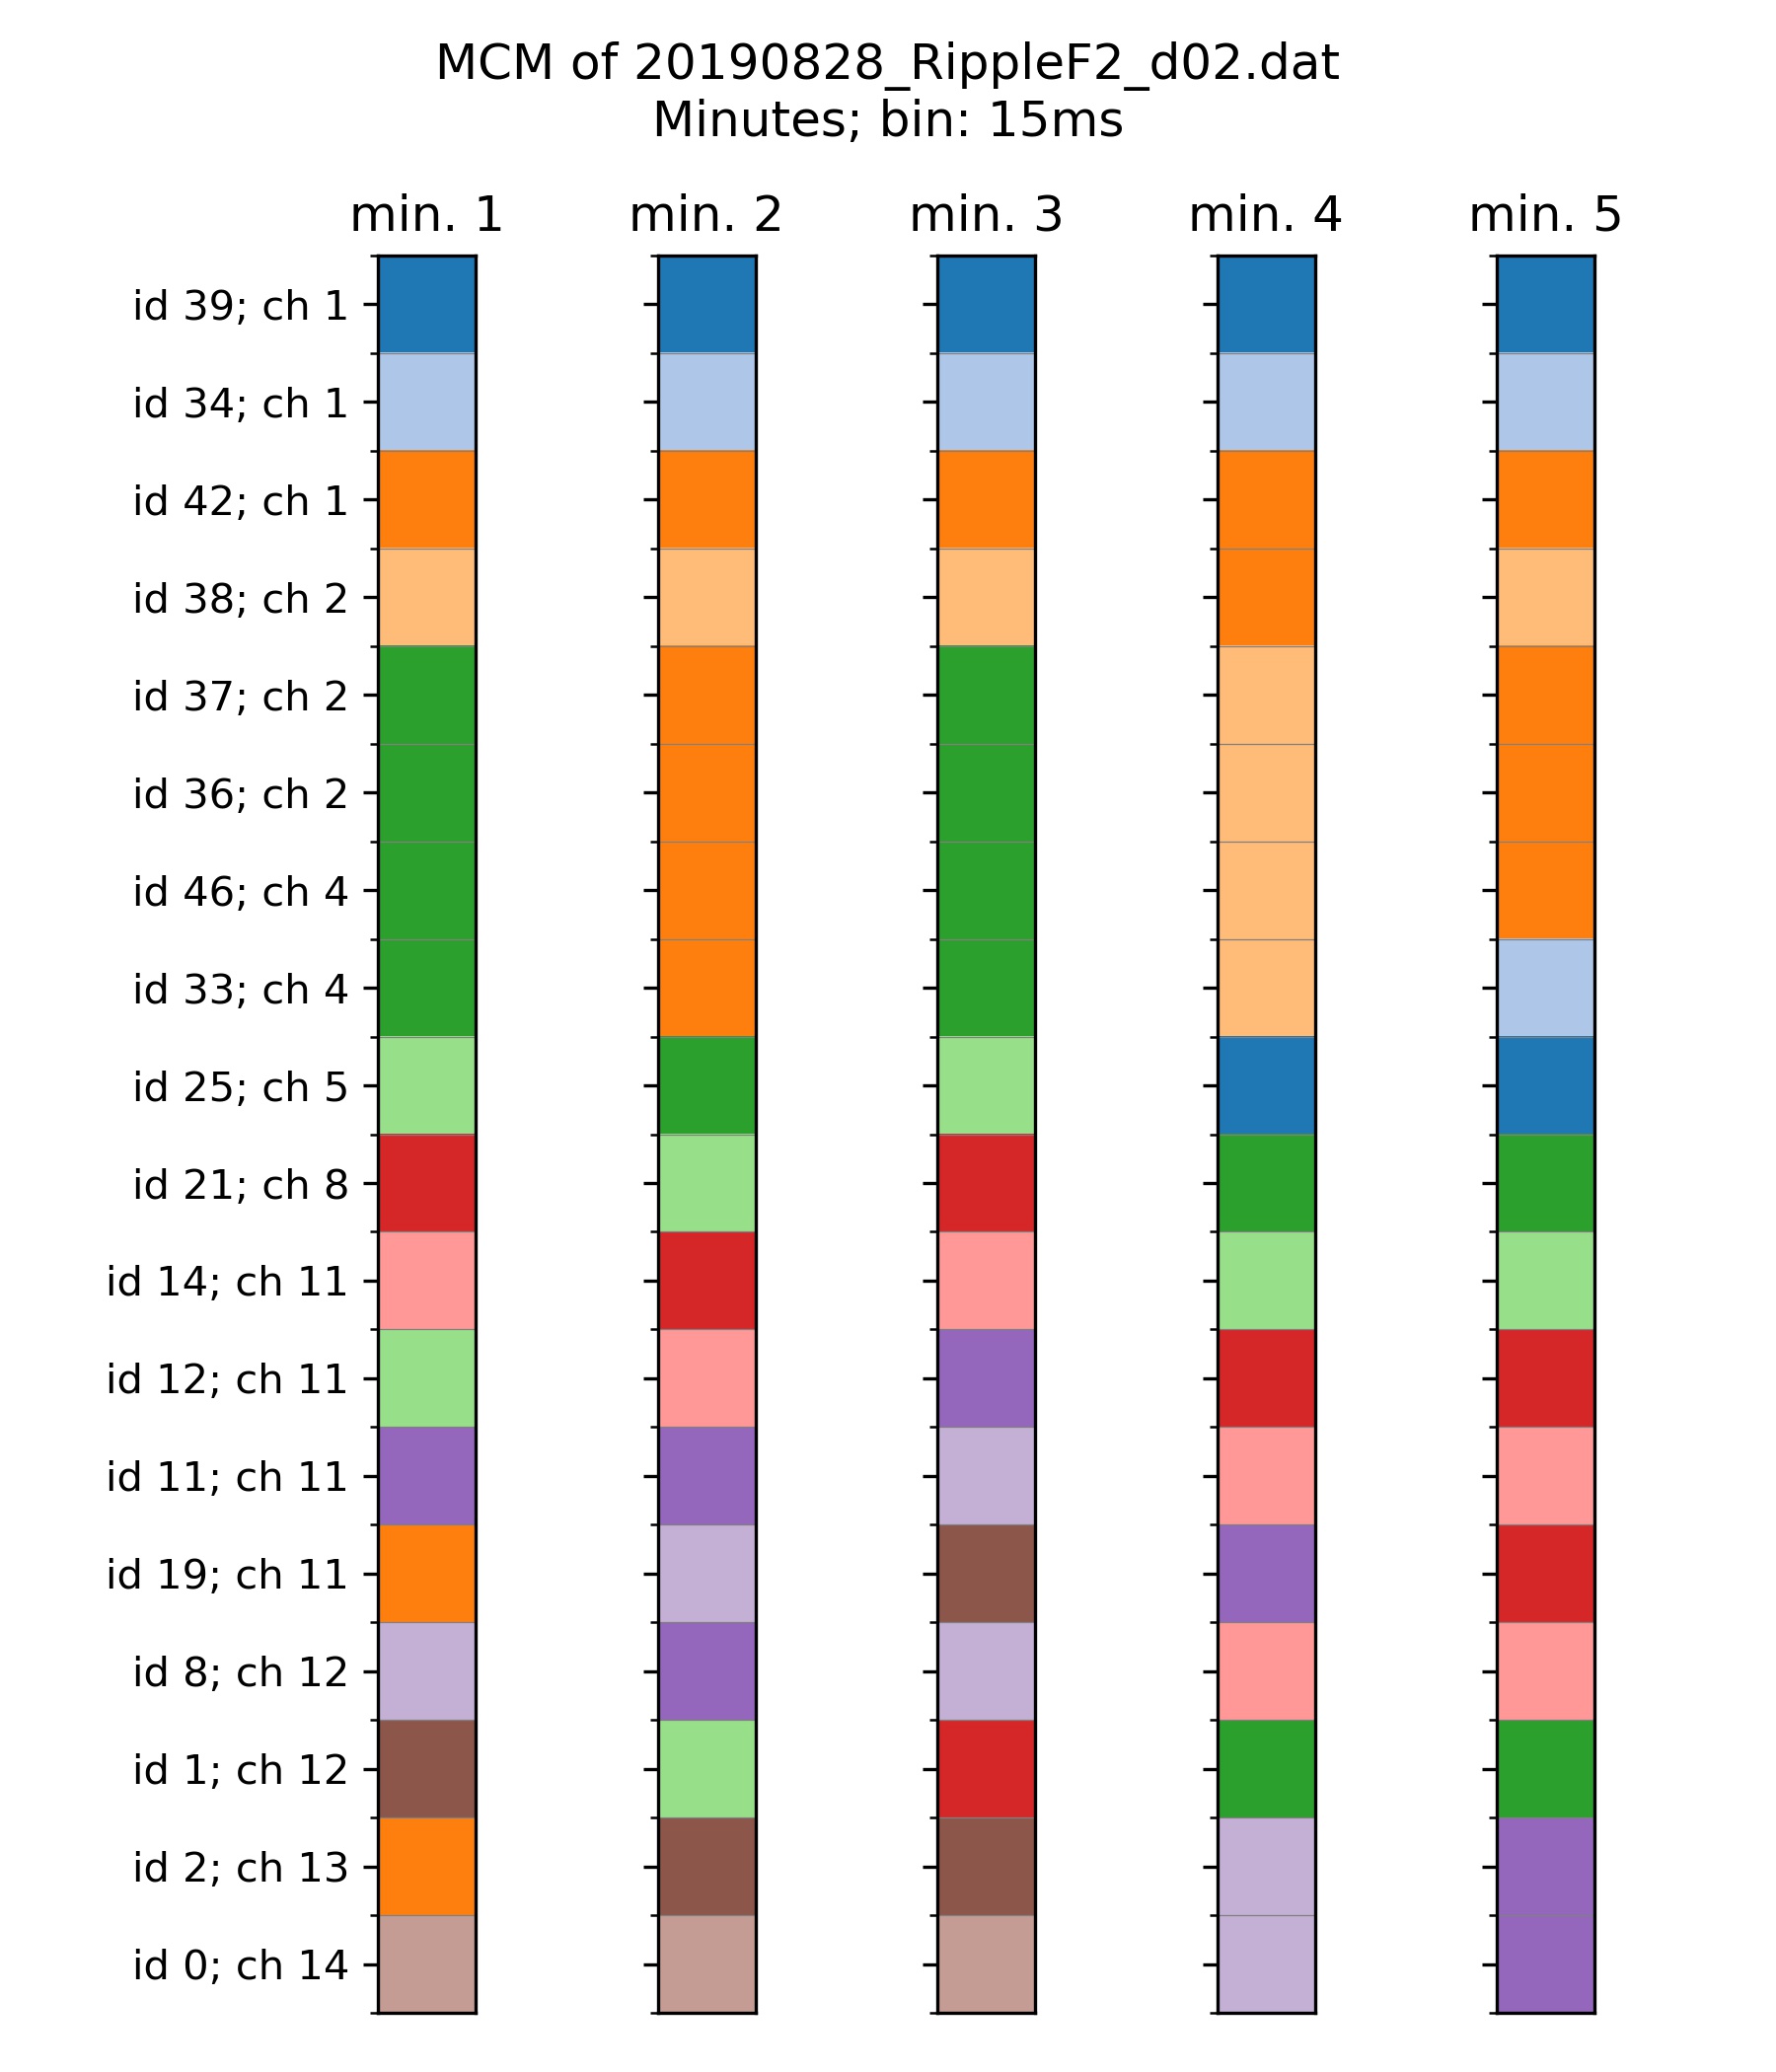 MCM of 20190828_RippleF2_d02.dat
Minutes; bin: 15ms
min. 1 min. 2 min. 3 min. 4 min. 5
id 39; ch 1
id 34; ch 1
id 42; ch 1
id 38; ch 2
id 37; ch 2
id 36; ch 2
id 46; ch 4
id 33; ch 4
id 25; ch 5
id 21; ch 8
id 14; ch 11
id 12; ch 11
id 11; ch 11
id 19; ch 11
id 8; ch 12
id 1; ch 12
id 2; ch 13
id 0; ch 14